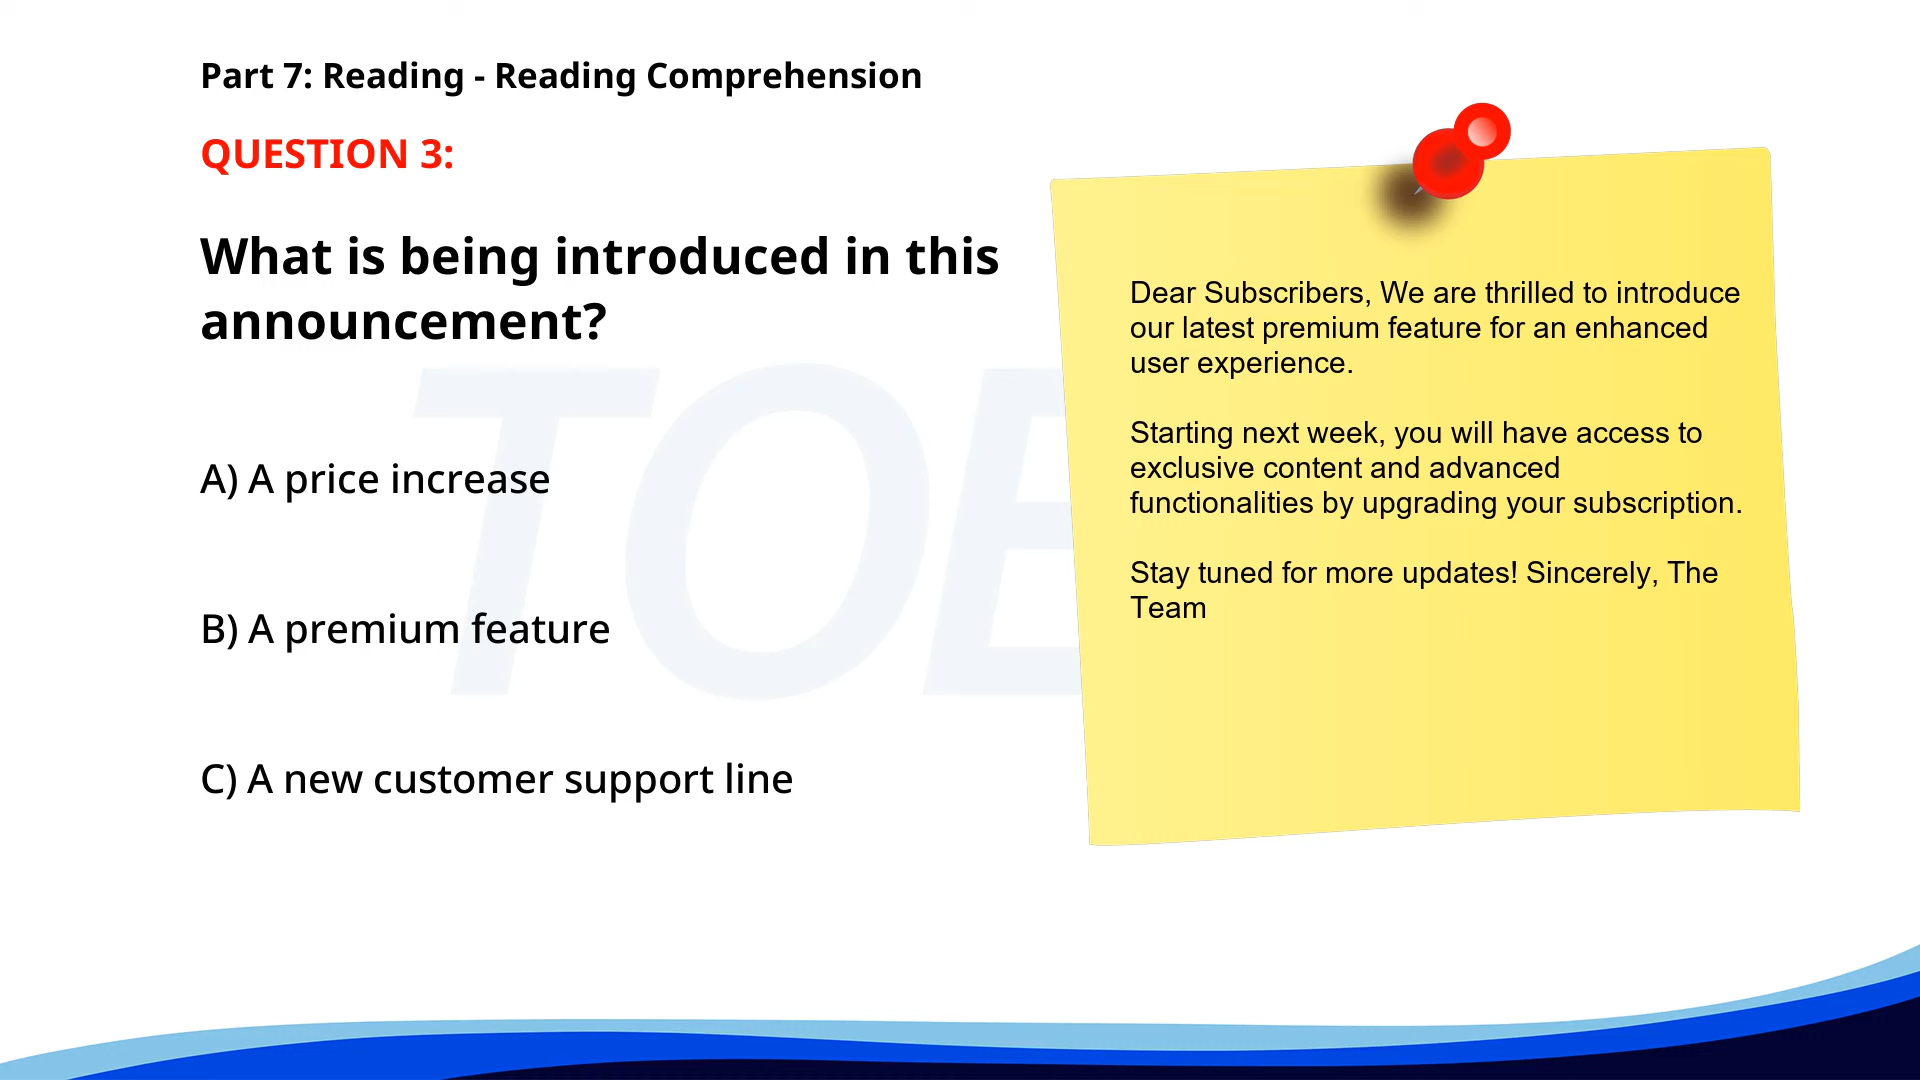 Part 7: Reading - Reading Comprehension
QUESTION 3:
What is being introduced in this
announcement?
A) A price increase
B) A premium feature
C) A new customer support line
Dear Subscribers, We are thrilled to introduce
our latest premium feature for an enhanced
user experience.
Starting next week, you will have access to
exclusive content and advanced
functionalities by upgrading your subscription.
Stay tuned for more updates! Sincerely, The
Team